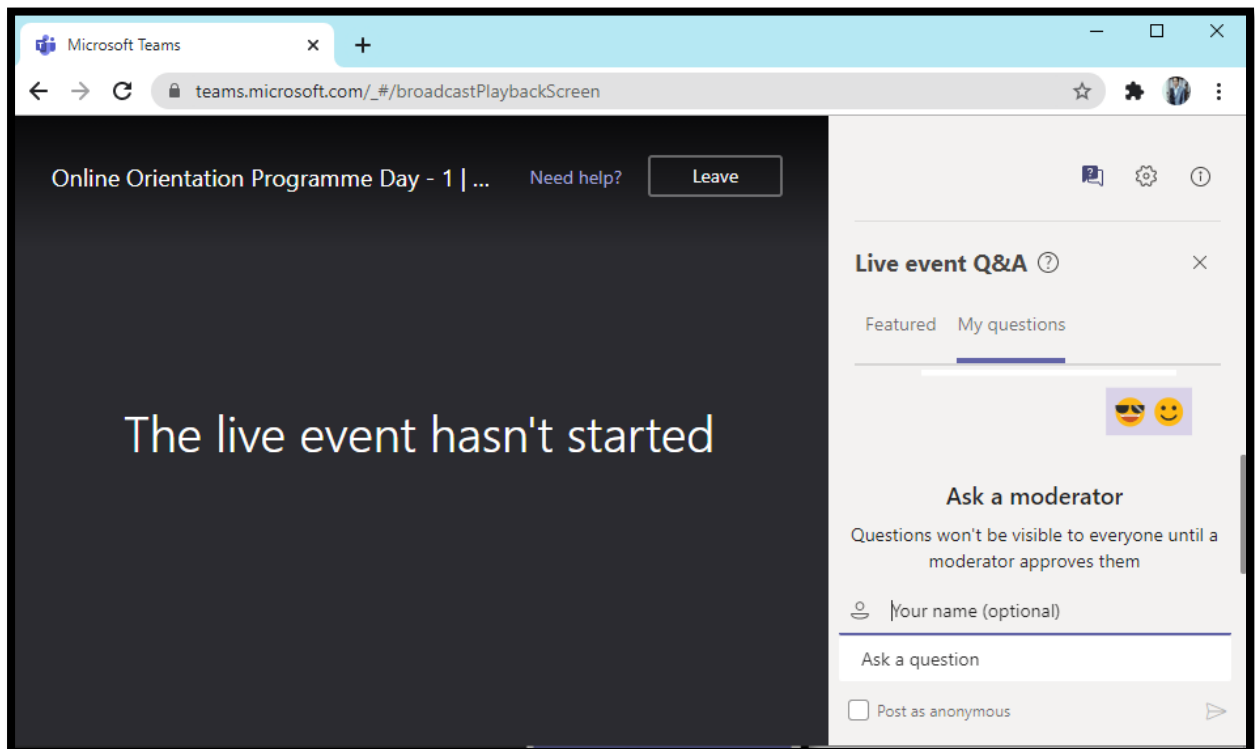 Microsoft Teams
teams.microsoft.com/_#/broadcastPlaybackScreen
Online Orientation Programme Day - 1 | ...
Need help?
Leave
The live event hasn't started
Live event Q&A
Featured
My questions
Ask a moderator
Questions won't be visible to everyone until a
moderator approves them
Your name (optional)
Ask a question
Post as anonymous